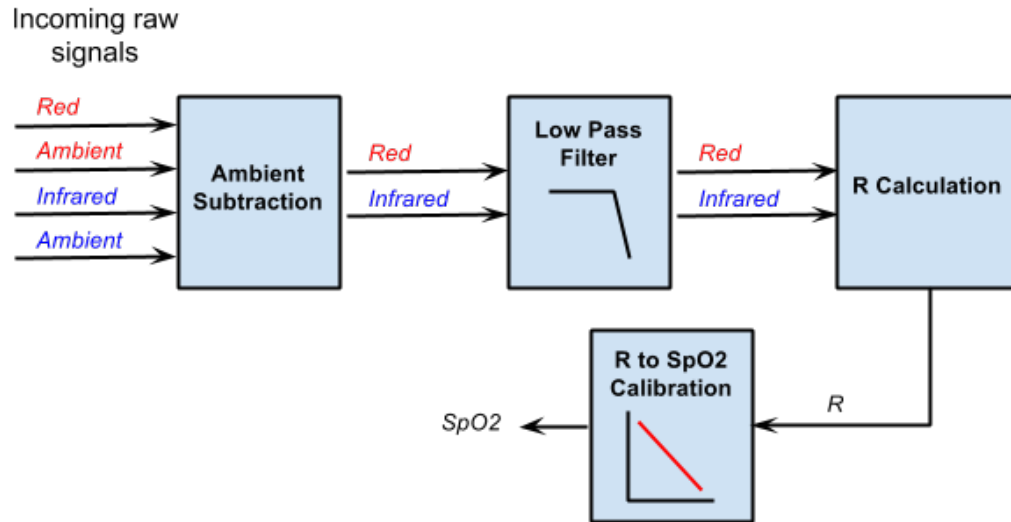 Incoming raw
signals
Red
Ambient
Infrared
Ambient
Ambient
Subtraction
Red
Infrared
Low Pass
Filter
Red
Infrared
R Calculation
R
R to SpO2
Calibration
SpO2